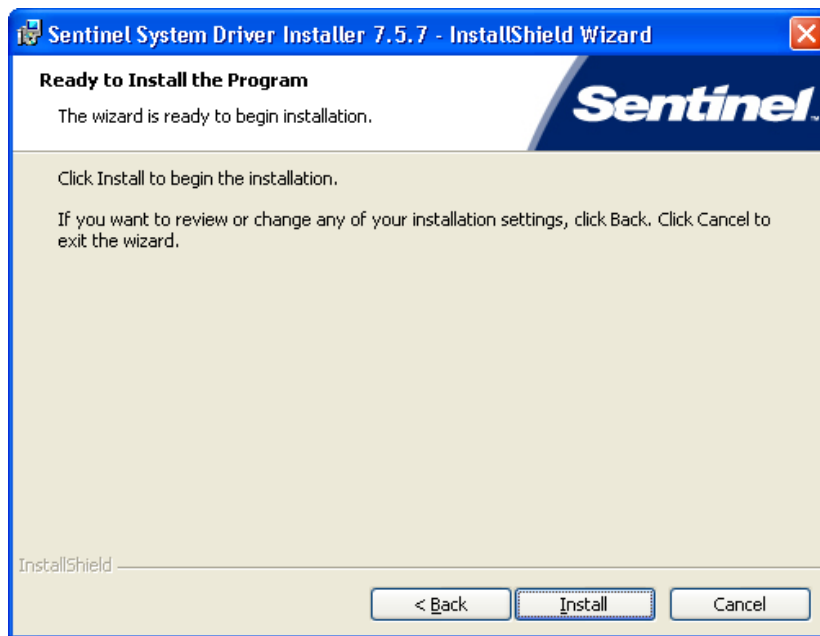 Sentinel System Driver Installer 7.5.7 - InstallShield Wizard
Ready to Install the Program
The wizard is ready to begin installation.
Sentinel™
Click Install to begin the installation.
If you want to review or change any of your installation settings, click Back. Click Cancel to
exit the wizard.
InstallShield
< Back
Install
Cancel